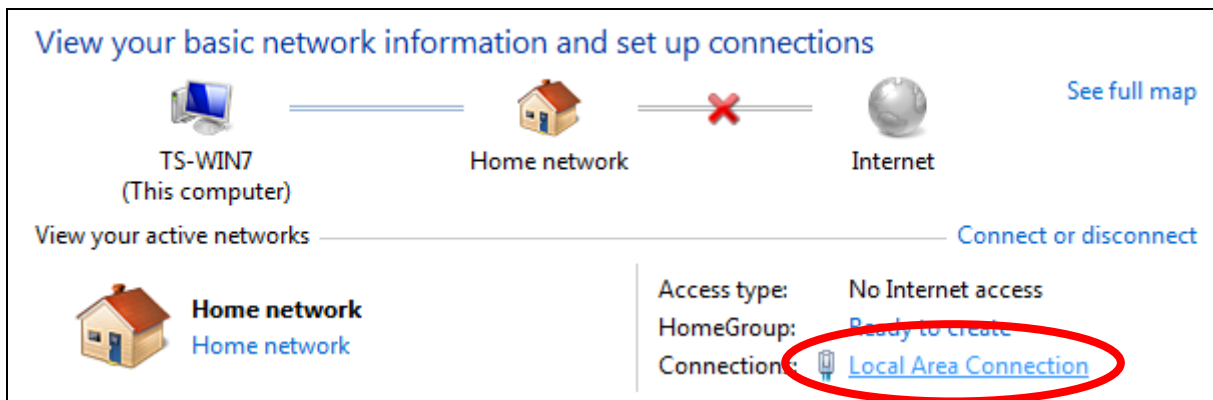 View your basic network information and set up connections
See full map
TS-WIN7
(This computer)
Home network
Internet
View your active networks
Connect or disconnect
Home network
Home network
Access type: No Internet access
HomeGroup: Ready to create
Connections: Local Area Connection